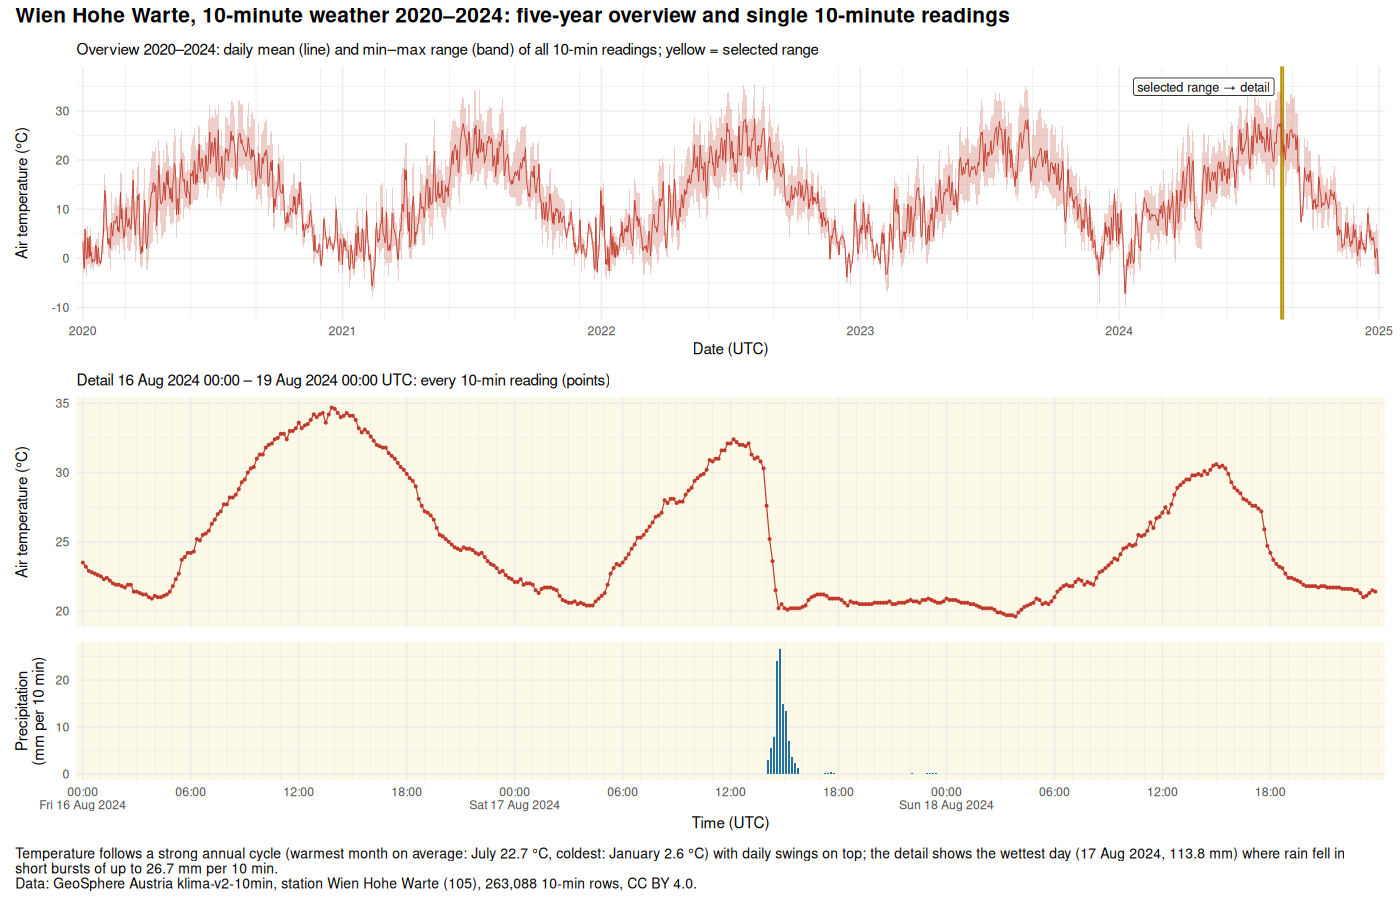 Wien Hohe Warte, 10-minute weather 2020–2024: five-year overview and single 10-minute readings
Overview 2020–2024: daily mean (line) and min–max range (band) of all 10-min readings; yellow = selected range
selected range → detail
Air temperature (°C)
30
20
10
0
-10
2020 2021 2022 2023 2024 2025
Date (UTC)
Detail 16 Aug 2024 00:00 – 19 Aug 2024 00:00 UTC: every 10-min reading (points)
Air temperature (°C)
35
30
25
20
Precipitation
(mm per 10 min)
20
10
0
00:00 06:00 12:00 18:00 00:00 06:00 12:00 18:00 00:00 06:00 12:00 18:00
Fri 16 Aug 2024 Sat 17 Aug 2024 Sun 18 Aug 2024
Time (UTC)
Temperature follows a strong annual cycle (warmest month on average: July 22.7 °C, coldest: January 2.6 °C) with daily swings on top; the detail shows the wettest day (17 Aug 2024, 113.8 mm) where rain fell in
short bursts of up to 26.7 mm per 10 min.
Data: GeoSphere Austria klima-v2-10min, station Wien Hohe Warte (105), 263,088 10-min rows, CC BY 4.0.